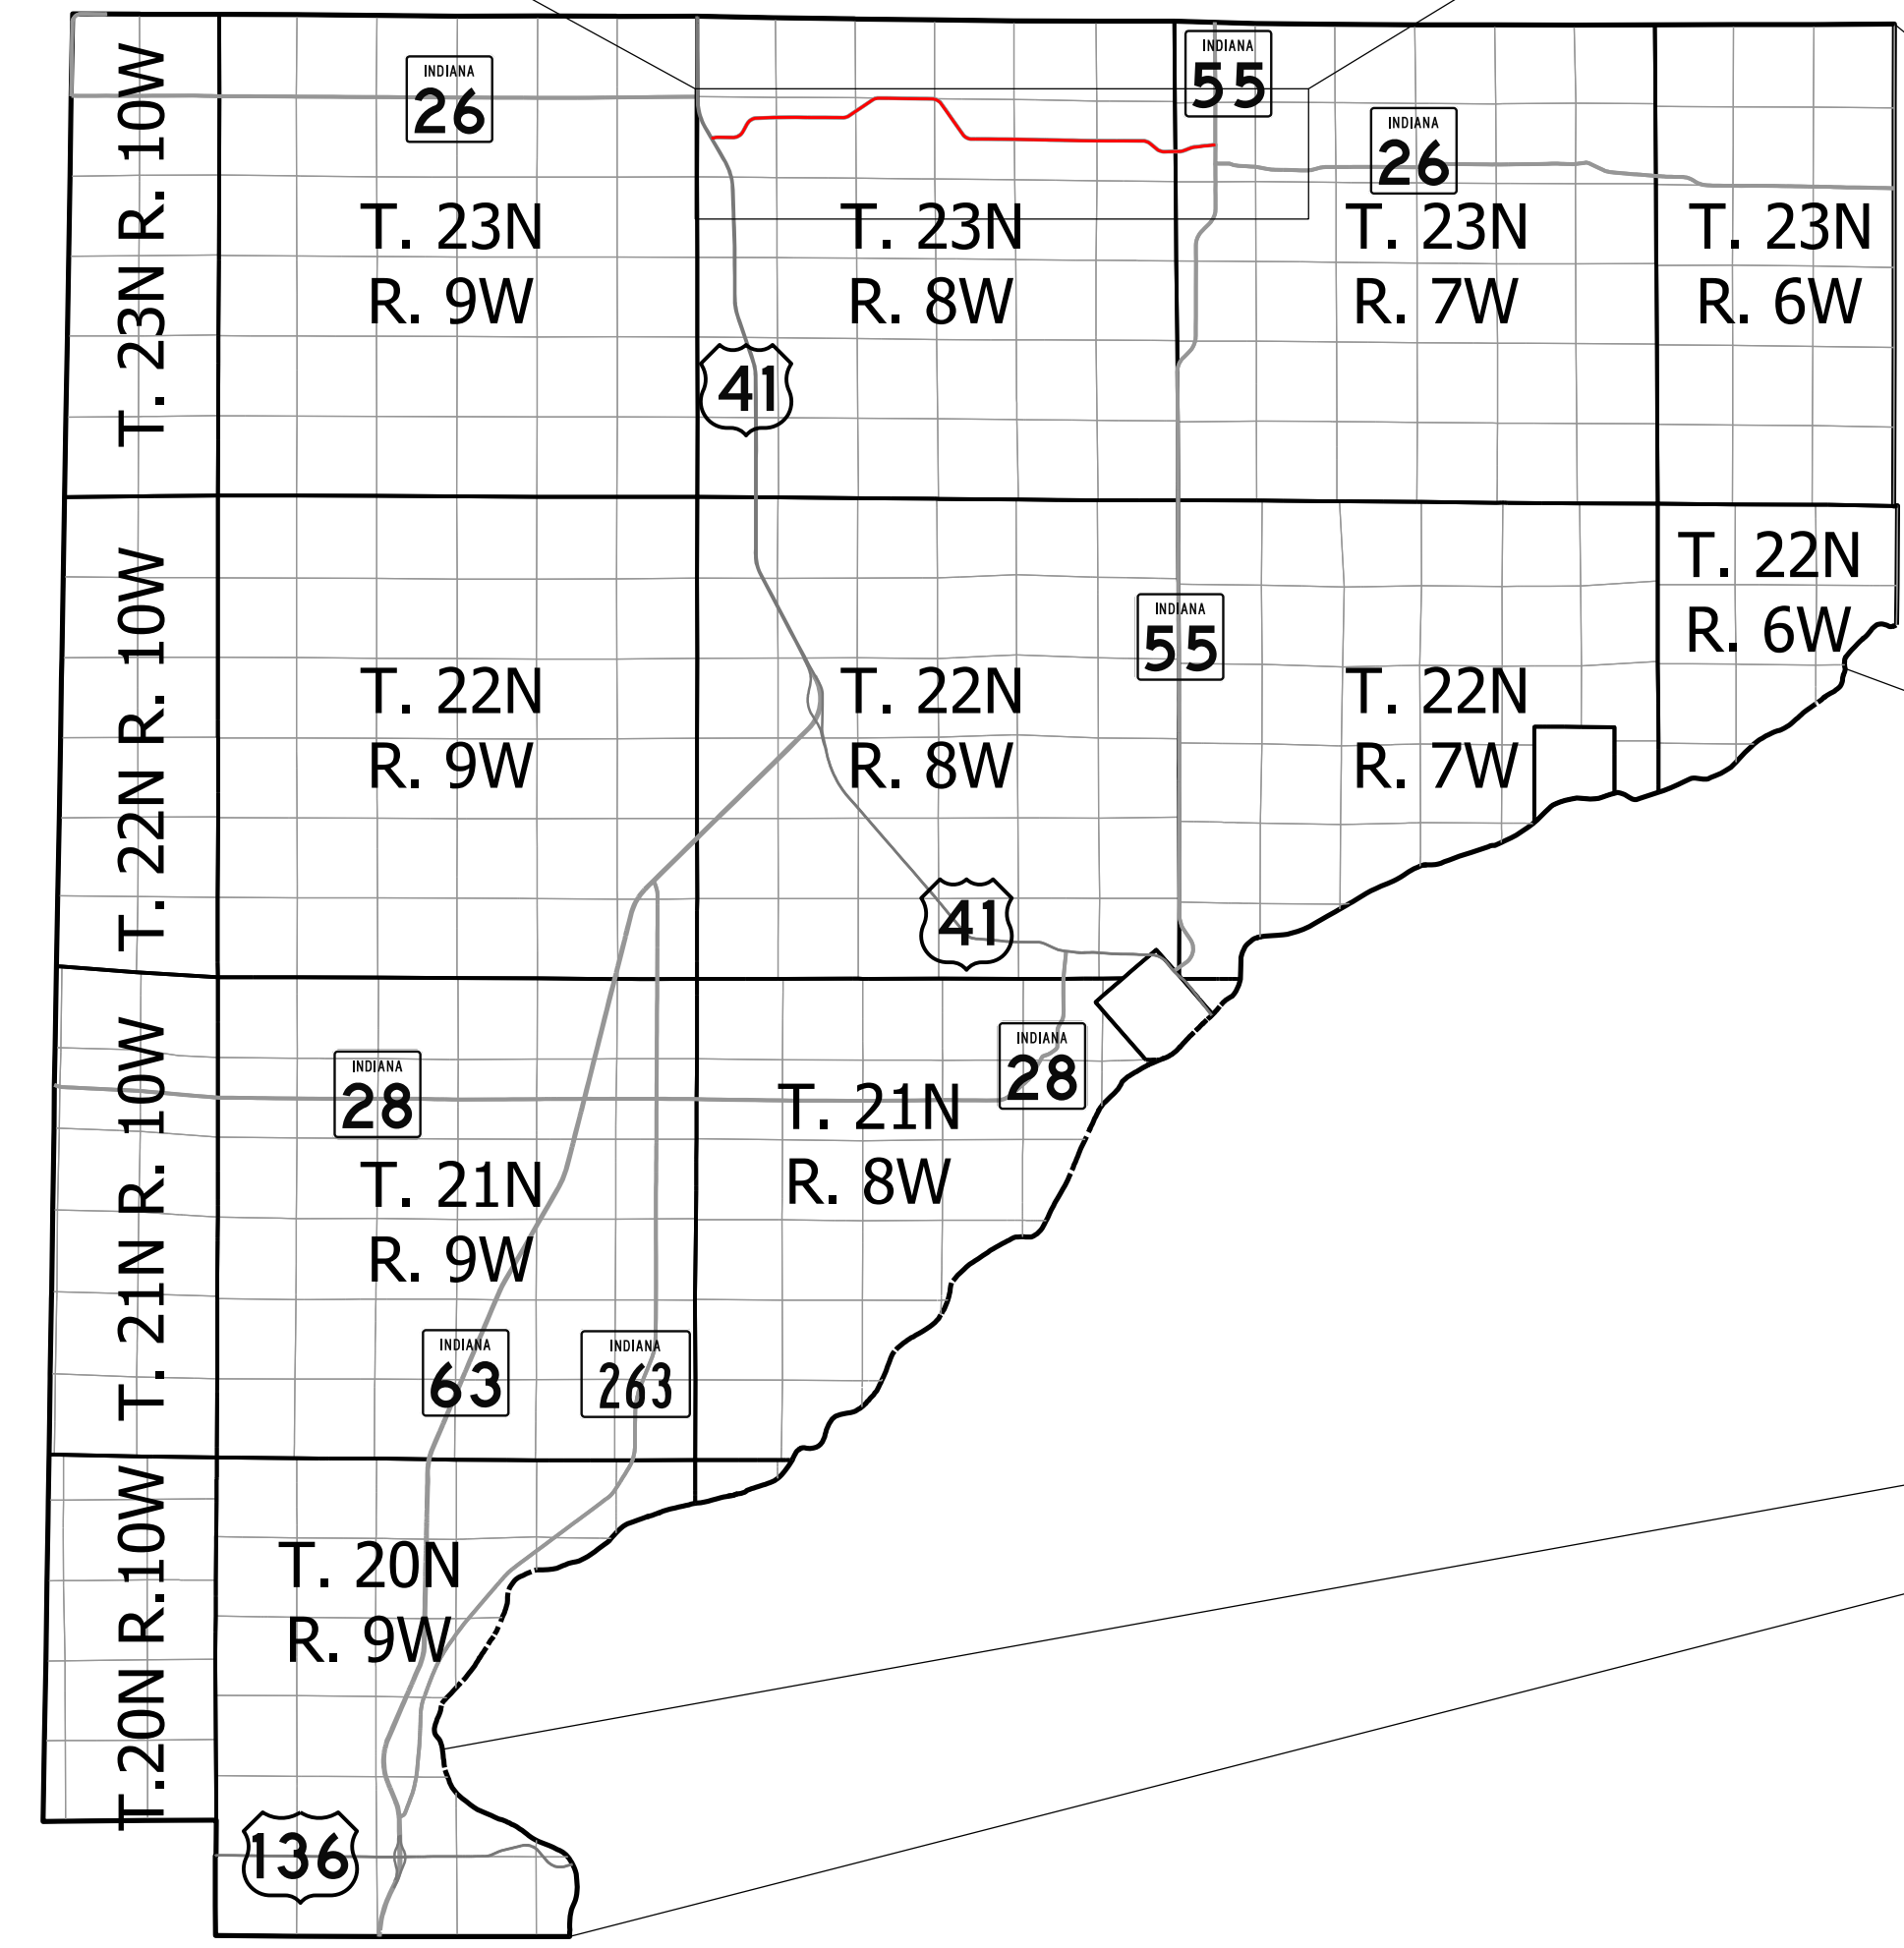 INDIANA
26
INDIANA
55
INDIANA
26
T. 23N R. 10W
T. 23N
R. 9W
T. 23N
R. 8W
T. 23N
R. 7W
T. 23N
R. 6W
41
T. 22N R. 10W
T. 22N
R. 9W
T. 22N
R. 8W
INDIANA
55
T. 22N
R. 7W
T. 22N
R. 6W
41
T. 21N R. 10W
INDIANA
28
T. 21N
R. 9W
T. 21N
R. 8W
INDIANA
28
INDIANA
63
INDIANA
263
T.20N R.10W
T. 20N
R. 9W
136